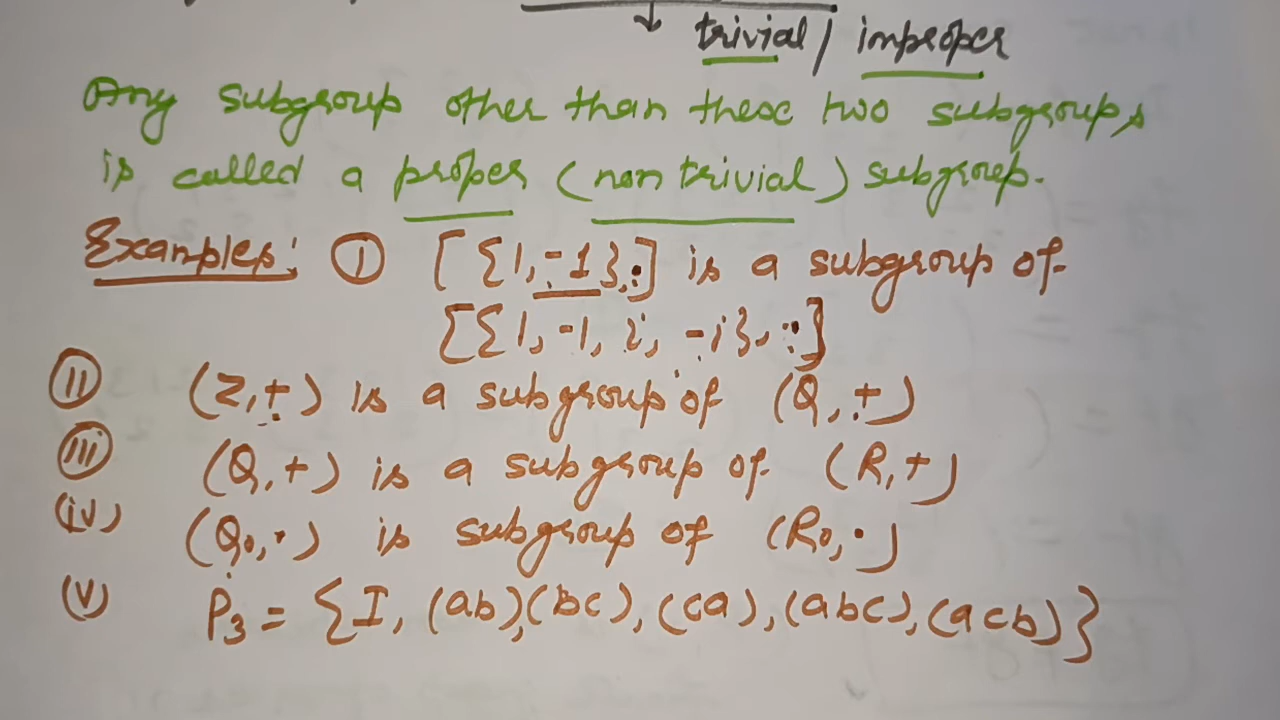 trivial / improper
Any subgroup other than these two subgroups
is called a proper (non trivial) subgroup.
Examples: (i) [{1, -1}, •] is a subgroup of
[{1, -1, i, -i}, •]
(ii) (Z, +) is a subgroup of (Q, +)
(iii) (Q, +) is a subgroup of (R, +)
(iv) (Q₀, •) is subgroup of (R₀, •)
(v) P₃ = {I, (ab), (bc), (ca), (abc), (acb)}